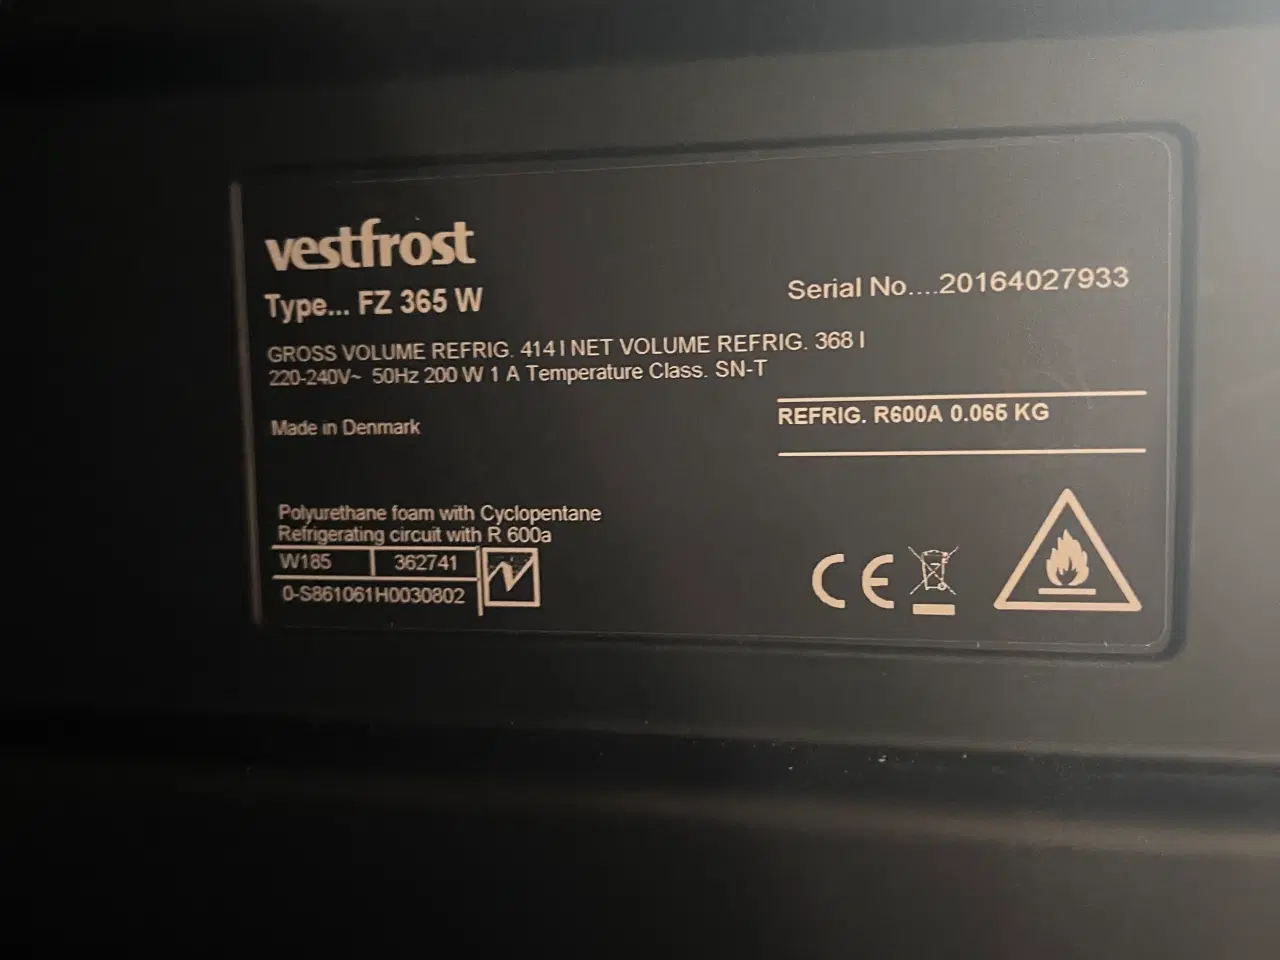 vestfrost
Type... FZ 365 W
Serial No....20164027933
GROSS VOLUME REFRIG. 414 l NET VOLUME REFRIG. 368 l
220-240V~ 50Hz 200 W 1 A Temperature Class. SN-T
Made in Denmark
REFRIG. R600A 0.065 KG
Polyurethane foam with Cyclopentane
Refrigerating circuit with R 600a
W185 362741
0-S861061H0030802
CE